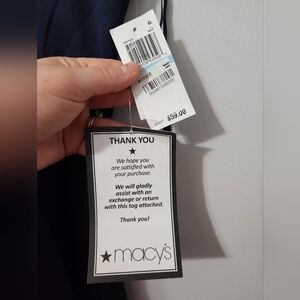 $59.00
THANK YOU
We hope you
are satisfied with
your purchase.
We will gladly
assist with an
exchange or return
with this tag attached.
Thank you!
★macy's